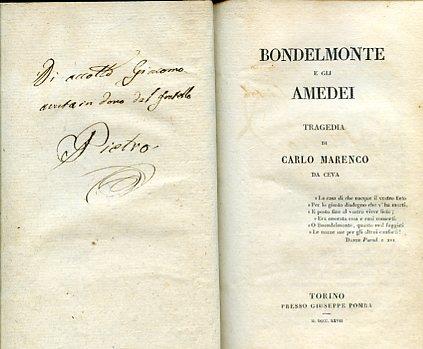 Di Giacomo
avuta in dono dal fratello
Pietro
BONDELMONTE
E GLI
AMEDEI
TRAGEDIA
DI
CARLO MARENCO
DA CEVA
»La casa di che nacque il vostro fleto
»Per lo giusto disdegno che v'ha morti,
»E posto fine al vostro viver lieto;
»Era onorata essa e suoi consorti:
»O Buondelmonte, quanto mal fuggisti
»Le nozze sue per gli altrui conforti!
DANTE Parad. C. XVI.
TORINO
PRESSO GIUSEPPE POMBA
M. DCCC. XXVIII